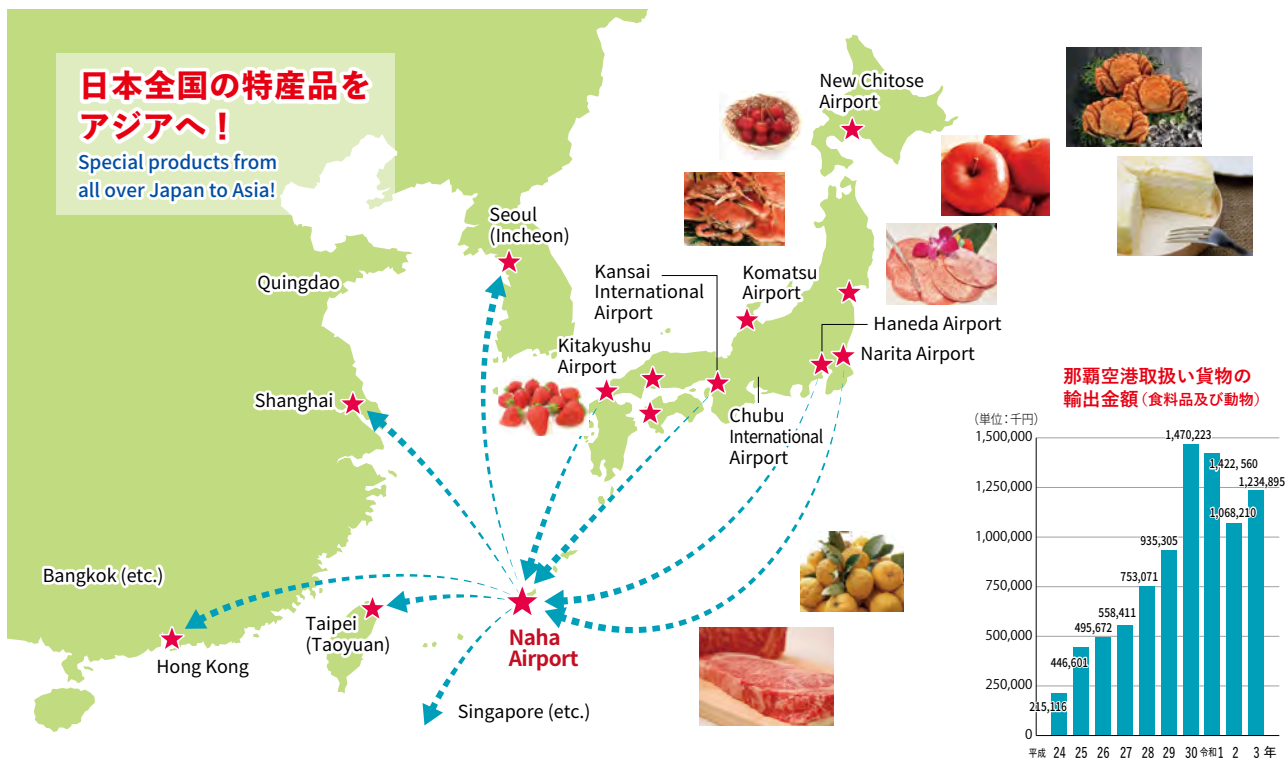 日本全国の特産品を
アジアへ！
Special products from
all over Japan to Asia!
New Chitose
Airport
Seoul
(Incheon)
Quingdao
Kansai
International
Airport
Komatsu
Airport
Haneda Airport
Kitakyushu
Airport
Narita Airport
Shanghai
Chubu
International
Airport
Bangkok (etc.)
Taipei
(Taoyuan)
Naha
Airport
Hong Kong
Singapore (etc.)
那覇空港取扱い貨物の
輸出金額（食料品及び動物）
（単位：千円）
1,500,000
1,250,000
1,000,000
750,000
500,000
250,000
0
215,116
446,601
495,672
558,411
753,071
935,305
1,470,223
1,422, 560
1,068,210
1,234,895
平成 24 25 26 27 28 29 30 令和1 2 3 年